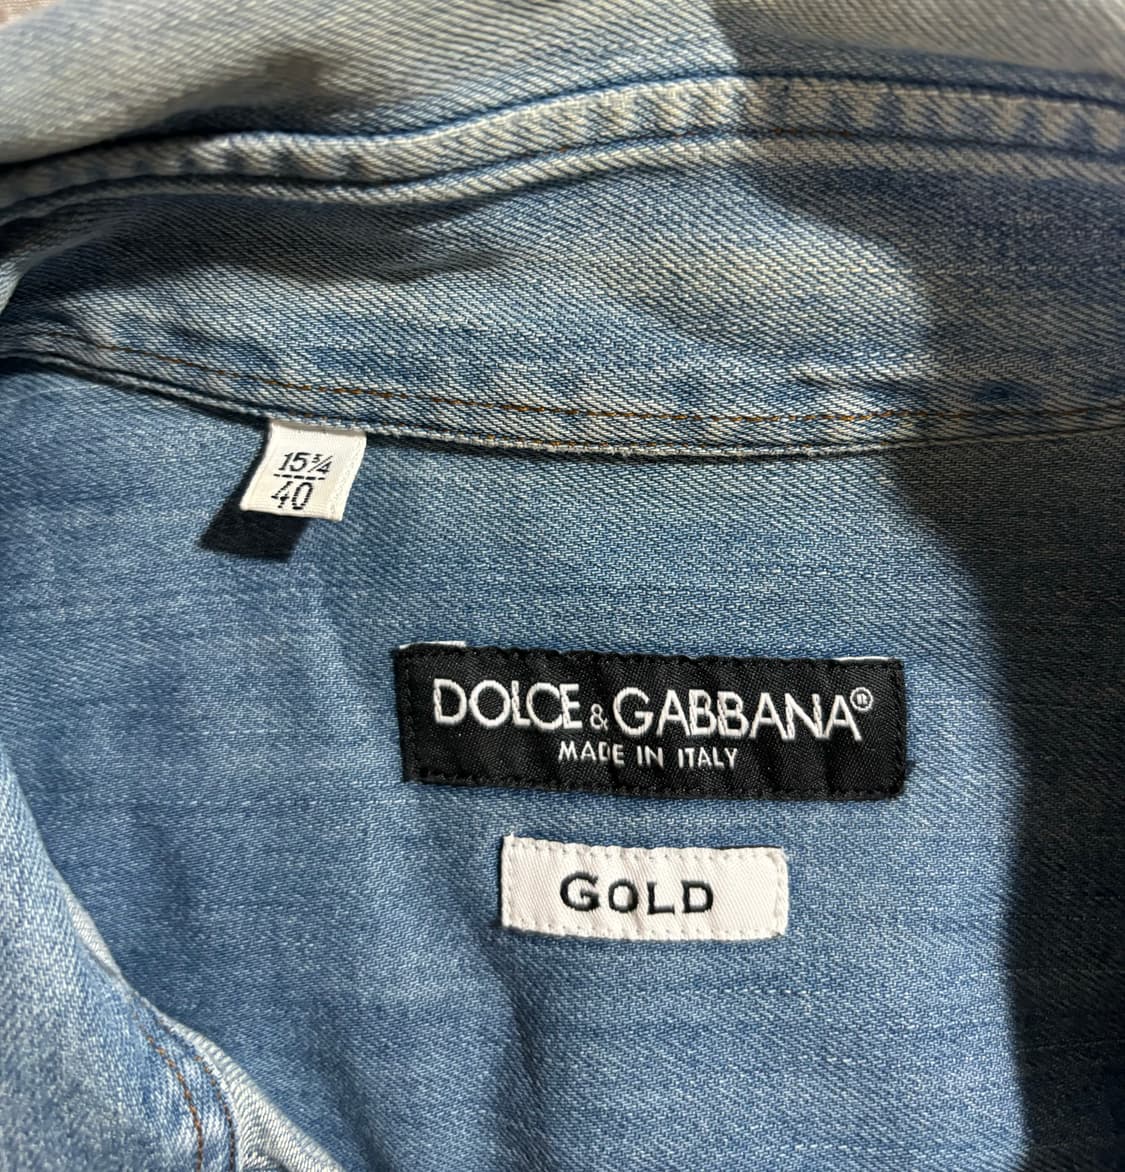 15¾
40
DOLCE & GABBANA®
MADE IN ITALY
GOLD